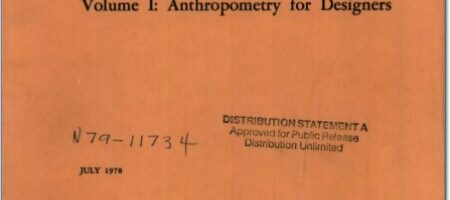 Volume I: Anthropometry for Designers
N79-11734
DISTRIBUTION STATEMENT A
Approved for Public Release
Distribution Unlimited
JULY 1978